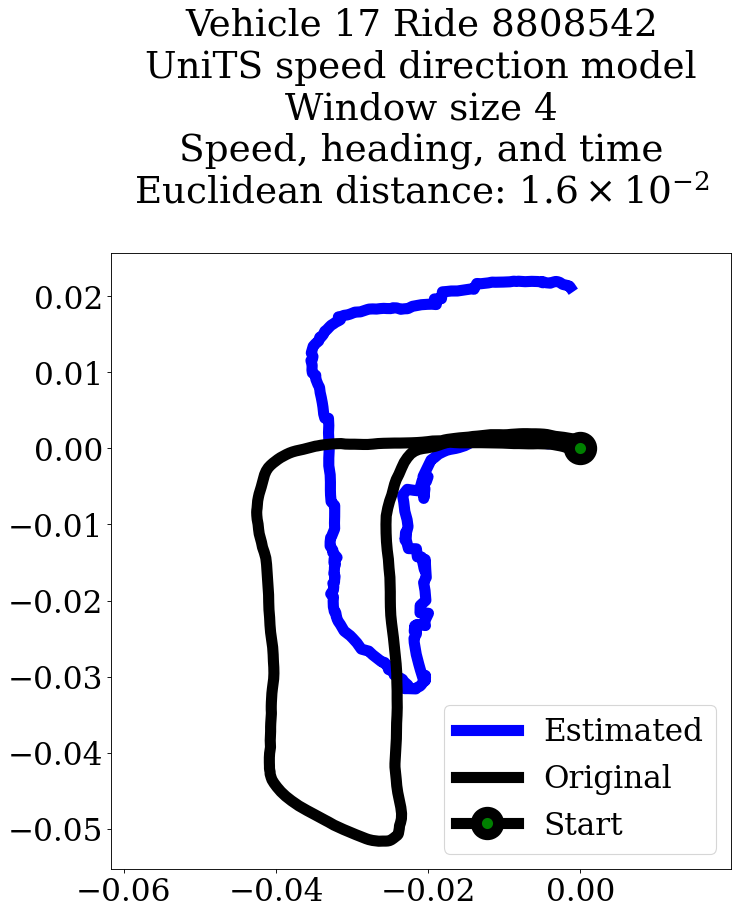 Vehicle 17 Ride 8808542
UniTS speed direction model
Window size 4
Speed, heading, and time
Euclidean distance: 1.6 × 10⁻²
0.02
0.01
0.00
−0.01
−0.02
−0.03
−0.04
−0.05
Estimated
Original
Start
−0.06 −0.04 −0.02 0.00